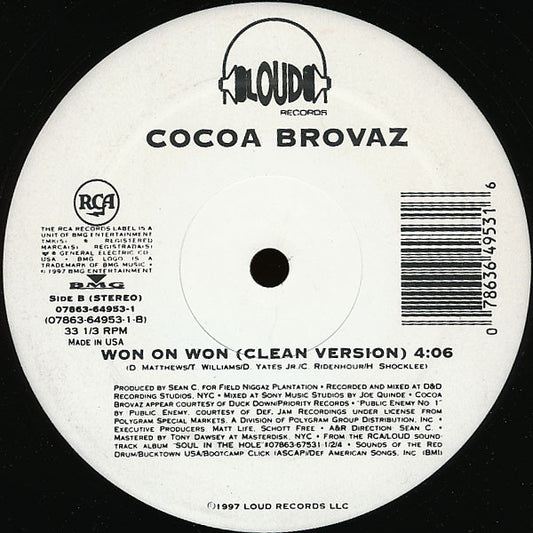 LOUD
RECORDS
COCOA BROVAZ
RCA
THE RCA RECORDS LABEL IS A
UNIT OF BMG ENTERTAINMENT
TMK(S) ® REGISTERED
MARCA(S) REGISTRADA(S)
® GENERAL ELECTRIC CO.
USA • BMG LOGO IS A
TRADEMARK OF BMG MUSIC •
© 1997 BMG ENTERTAINMENT
BMG
SIDE B (STEREO)
07863-64953-1
(07863-64953-1-B)
33 1/3 RPM
MADE IN USA
0 78636 49531 6
WON ON WON (CLEAN VERSION) 4:06
(D. MATTHEWS/T. WILLIAMS/D. YATES JR./C. RIDENHOUR/H. SHOCKLEE)
PRODUCED BY SEAN C. FOR FIELD NIGGAZ PLANTATION • RECORDED AND MIXED AT D&D
RECORDING STUDIOS, NYC • MIXED AT SONY MUSIC STUDIOS BY JOE QUINDE • COCOA
BROVAZ APPEAR COURTESY OF DUCK DOWN/PRIORITY RECORDS • "PUBLIC ENEMY NO. 1"
BY PUBLIC ENEMY, COURTESY OF DEF JAM RECORDINGS UNDER LICENSE FROM
POLYGRAM SPECIAL MARKETS, A DIVISION OF POLYGRAM GROUP DISTRIBUTION, INC. •
EXECUTIVE PRODUCERS: MATT LIFE, SCHOTT FREE • A&R DIRECTION: SEAN C. •
MASTERED BY TONY DAWSEY AT MASTERDISK, NYC • FROM THE RCA/LOUD SOUND-
TRACK ALBUM "SOUL IN THE HOLE" #07863-67531-1/2/4 • SOUNDS OF THE RED
DRUM/BUCKTOWN USA/BOOTCAMP CLICK (ASCAP)/DEF AMERICAN SONGS, INC. (BMI)
℗©1997 LOUD RECORDS LLC